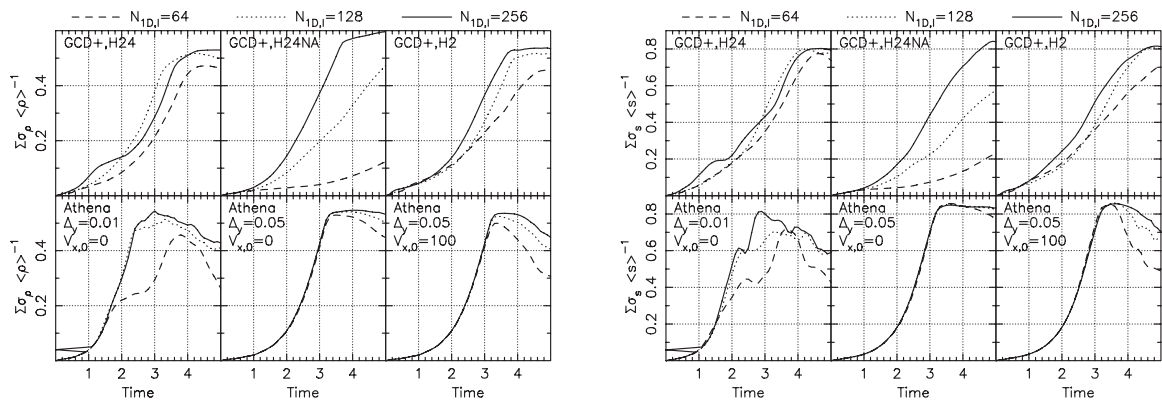 N1D,I=64 N1D,I=128 N1D,I=256
GCD+,H24 GCD+,H24NA GCD+,H2
0.4
0.2
Σσρ <ρ>−1
Athena Δy=0.01 Vx,0=0
Athena Δy=0.05 Vx,0=0
Athena Δy=0.05 Vx,0=100
0.4
0.2
Σσρ <ρ>−1
1 2 3 4 1 2 3 4 1 2 3 4
Time Time Time
N1D,I=64 N1D,I=128 N1D,I=256
GCD+,H24 GCD+,H24NA GCD+,H2
0.8
0.6
0.4
0.2
Σσs <s>−1
Athena Δy=0.01 Vx,0=0
Athena Δy=0.05 Vx,0=0
Athena Δy=0.05 Vx,0=100
0.8
0.6
0.4
0.2
Σσs <s>−1
1 2 3 4 1 2 3 4 1 2 3 4
Time Time Time